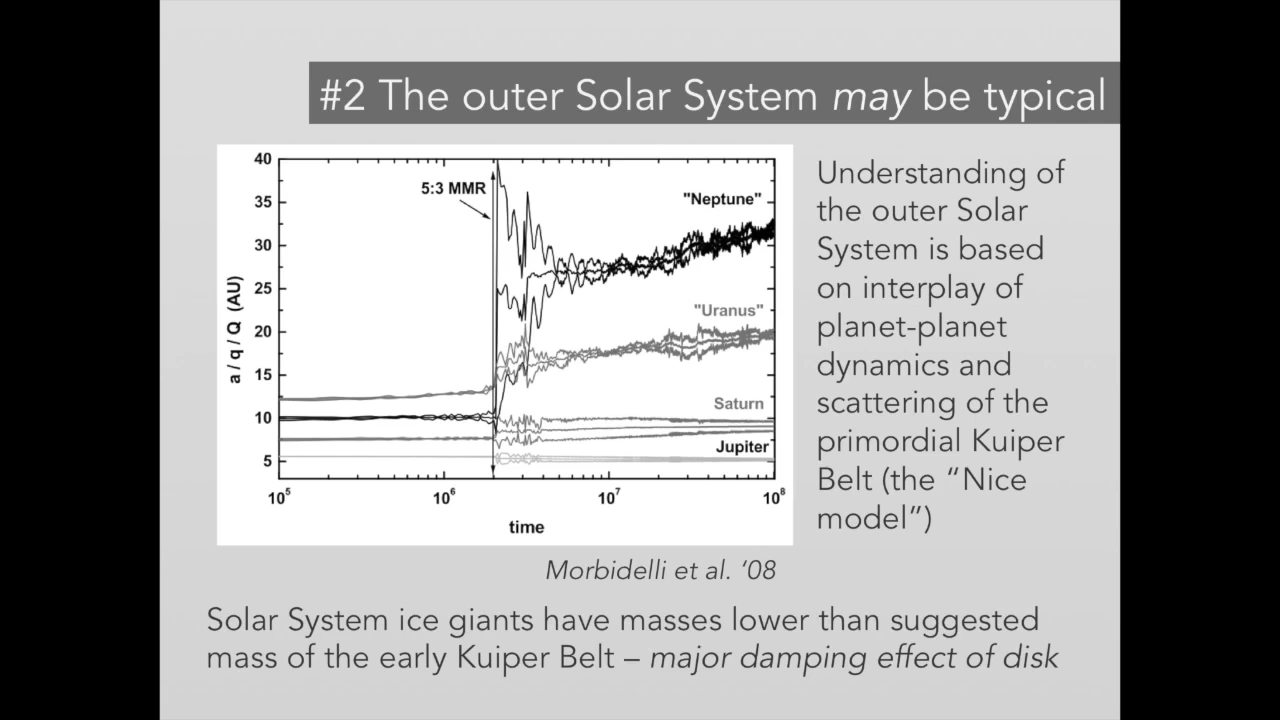 #2 The outer Solar System may be typical
40
35
30
25
20
15
10
5
a / q / Q (AU)
5:3 MMR
"Neptune"
"Uranus"
Saturn
Jupiter
10⁵
10⁶
10⁷
10⁸
time
Understanding of
the outer Solar
System is based
on interplay of
planet-planet
dynamics and
scattering of the
primordial Kuiper
Belt (the “Nice
model”)
Morbidelli et al. ‘08
Solar System ice giants have masses lower than suggested
mass of the early Kuiper Belt – major damping effect of disk